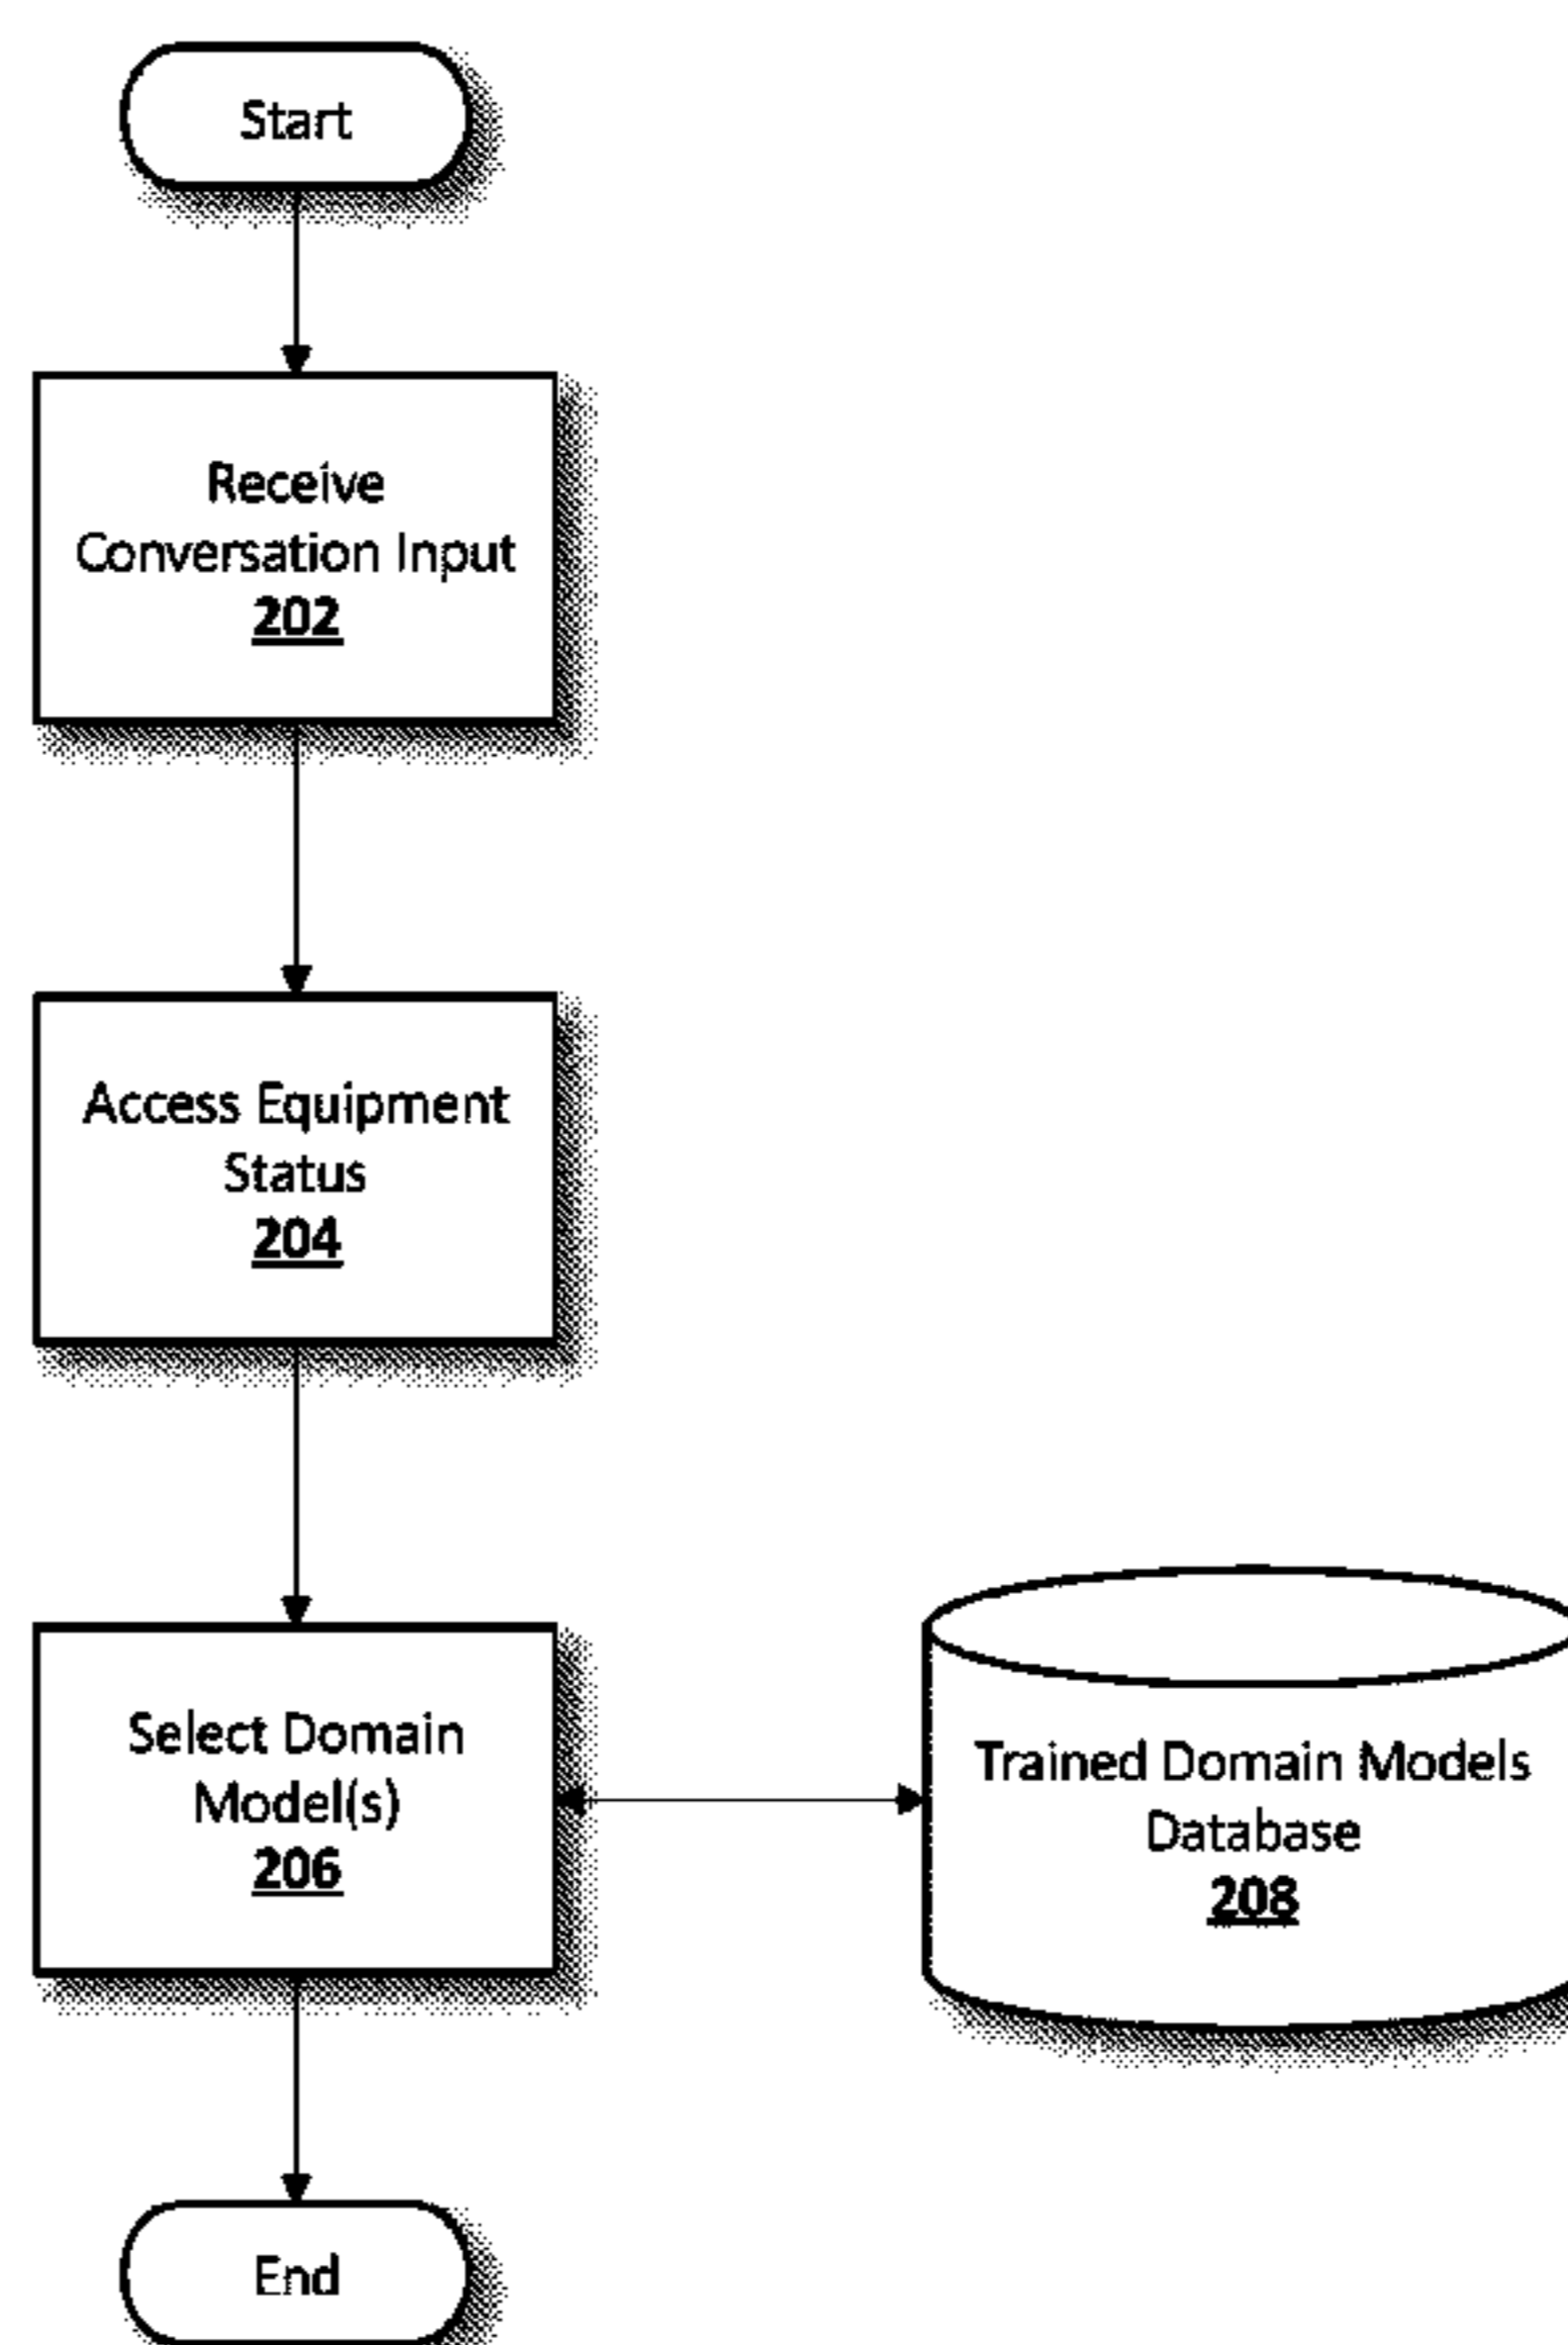 Start
Receive
Conversation Input
202
Access Equipment
Status
204
Select Domain
Model(s)
206
Trained Domain Models
Database
208
End